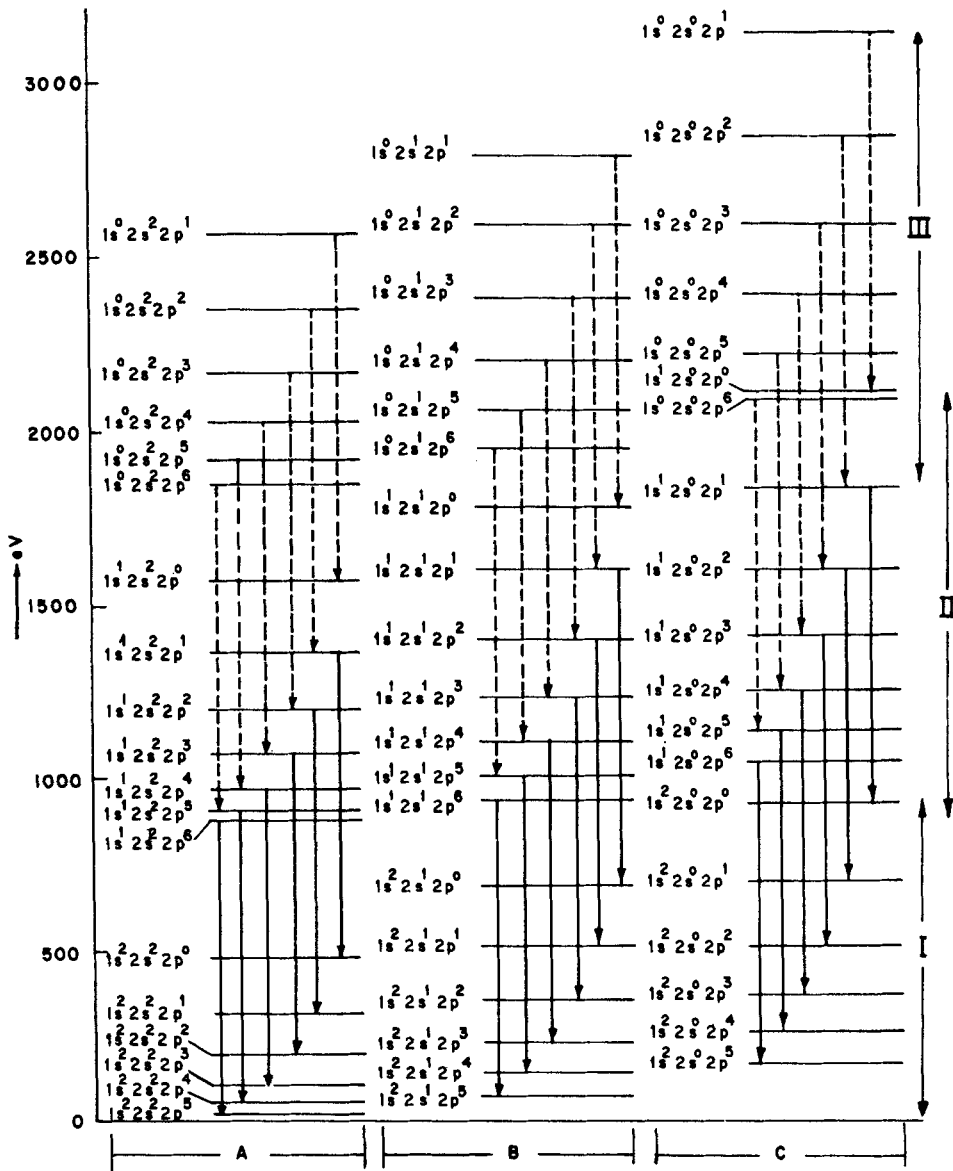 3000
2500
2000
1500
1000
500
0
eV
1s⁰ 2s² 2p¹
1s⁰ 2s² 2p²
1s⁰ 2s² 2p³
1s⁰ 2s² 2p⁴
1s⁰ 2s² 2p⁵
1s⁰ 2s² 2p⁶
1s¹ 2s² 2p⁰
1s¹ 2s² 2p¹
1s¹ 2s² 2p²
1s¹ 2s² 2p³
1s¹ 2s² 2p⁴
1s¹ 2s² 2p⁵
1s¹ 2s² 2p⁶
1s² 2s² 2p⁰
1s² 2s² 2p¹
1s² 2s² 2p²
1s² 2s² 2p³
1s² 2s² 2p⁴
1s² 2s² 2p⁵
A
1s⁰ 2s¹ 2p¹
1s⁰ 2s¹ 2p²
1s⁰ 2s¹ 2p³
1s⁰ 2s¹ 2p⁴
1s⁰ 2s¹ 2p⁵
1s⁰ 2s¹ 2p⁶
1s¹ 2s¹ 2p⁰
1s¹ 2s¹ 2p¹
1s¹ 2s¹ 2p²
1s¹ 2s¹ 2p³
1s¹ 2s¹ 2p⁴
1s¹ 2s¹ 2p⁵
1s¹ 2s¹ 2p⁶
1s² 2s¹ 2p⁰
1s² 2s¹ 2p¹
1s² 2s¹ 2p²
1s² 2s¹ 2p³
1s² 2s¹ 2p⁴
1s² 2s¹ 2p⁵
B
1s⁰ 2s⁰ 2p¹
1s⁰ 2s⁰ 2p²
1s⁰ 2s⁰ 2p³
1s⁰ 2s⁰ 2p⁴
1s⁰ 2s⁰ 2p⁵
1s¹ 2s⁰ 2p⁰
1s⁰ 2s⁰ 2p⁶
1s¹ 2s⁰ 2p¹
1s¹ 2s⁰ 2p²
1s¹ 2s⁰ 2p³
1s¹ 2s⁰ 2p⁴
1s¹ 2s⁰ 2p⁵
1s¹ 2s⁰ 2p⁶
1s² 2s⁰ 2p⁰
1s² 2s⁰ 2p¹
1s² 2s⁰ 2p²
1s² 2s⁰ 2p³
1s² 2s⁰ 2p⁴
1s² 2s⁰ 2p⁵
C
III
II
I